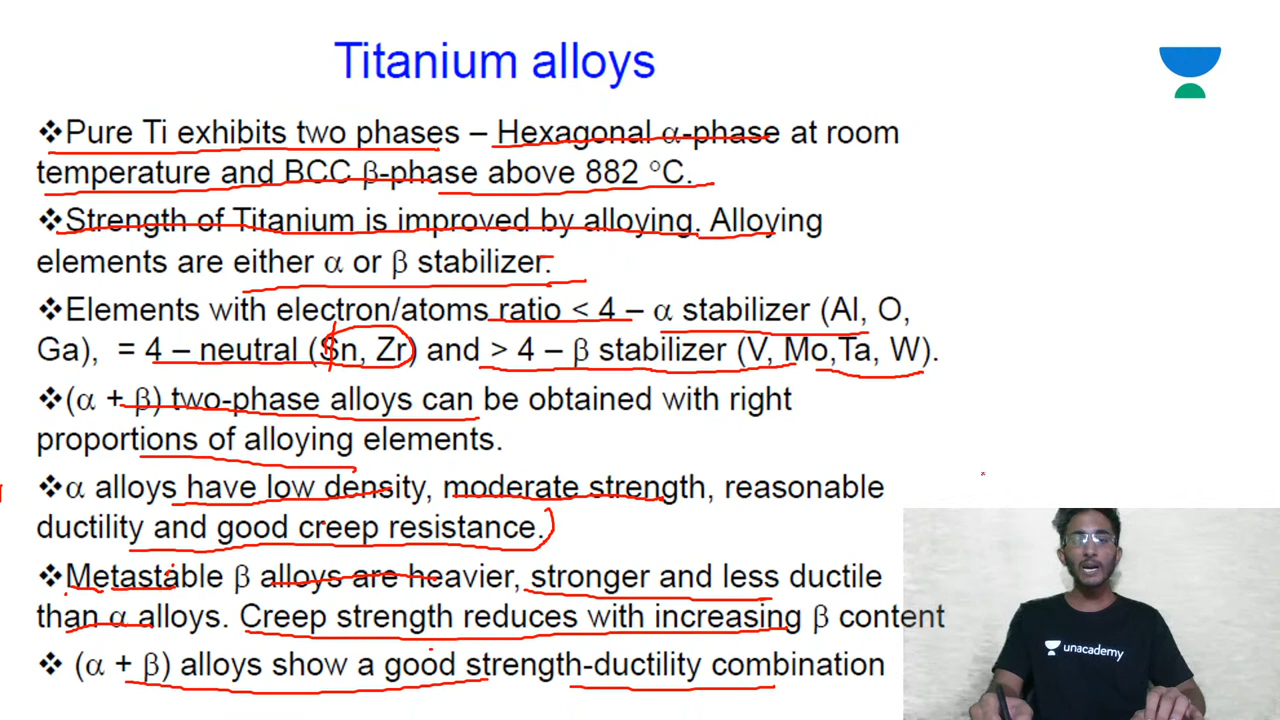 Titanium alloys
❖Pure Ti exhibits two phases – Hexagonal α-phase at room
temperature and BCC β-phase above 882 °C.
❖Strength of Titanium is improved by alloying. Alloying
elements are either α or β stabilizer.
❖Elements with electron/atoms ratio < 4 – α stabilizer (Al, O,
Ga), = 4 – neutral (Sn, Zr) and > 4 – β stabilizer (V, Mo,Ta, W).
❖(α + β) two-phase alloys can be obtained with right
proportions of alloying elements.
❖α alloys have low density, moderate strength, reasonable
ductility and good creep resistance.
❖Metastable β alloys are heavier, stronger and less ductile
than α alloys. Creep strength reduces with increasing β content
❖ (α + β) alloys show a good strength-ductility combination
unacademy